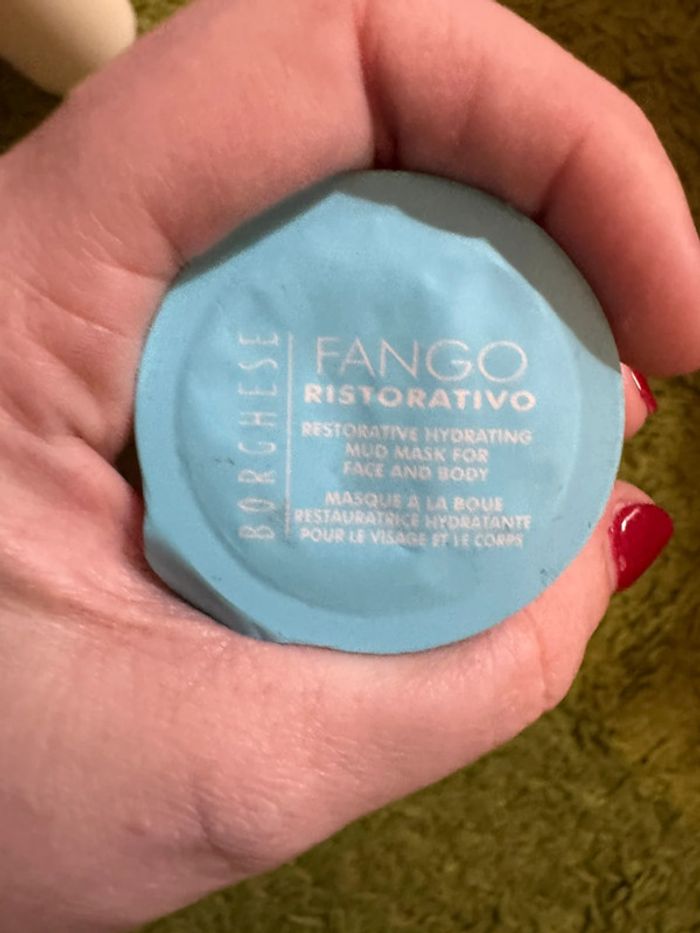 BORGHESE
FANGO
RISTORATIVO
RESTORATIVE HYDRATING
MUD MASK FOR
FACE AND BODY
MASQUE A LA BOUE
RESTAURATRICE HYDRATANTE
POUR LE VISAGE ET LE CORPS